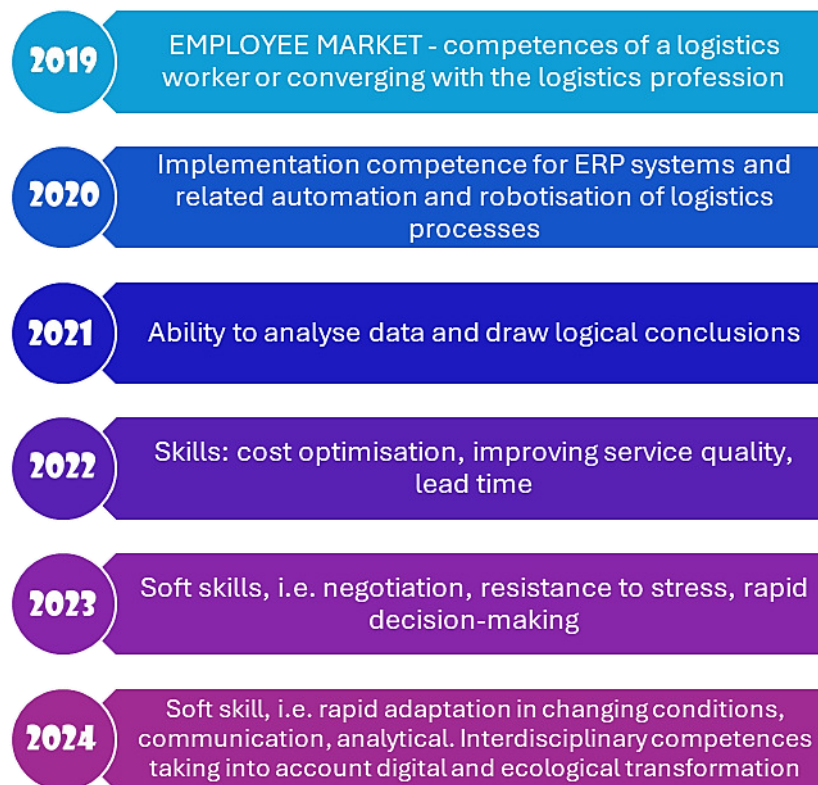 2019
EMPLOYEE MARKET - competences of a logistics
worker or converging with the logistics profession
2020
Implementation competence for ERP systems and
related automation and robotisation of logistics
processes
2021
Ability to analyse data and draw logical conclusions
2022
Skills: cost optimisation, improving service quality,
lead time
2023
Soft skills, i.e. negotiation, resistance to stress, rapid
decision-making
2024
Soft skill, i.e. rapid adaptation in changing conditions,
communication, analytical. Interdisciplinary competences
taking into account digital and ecological transformation